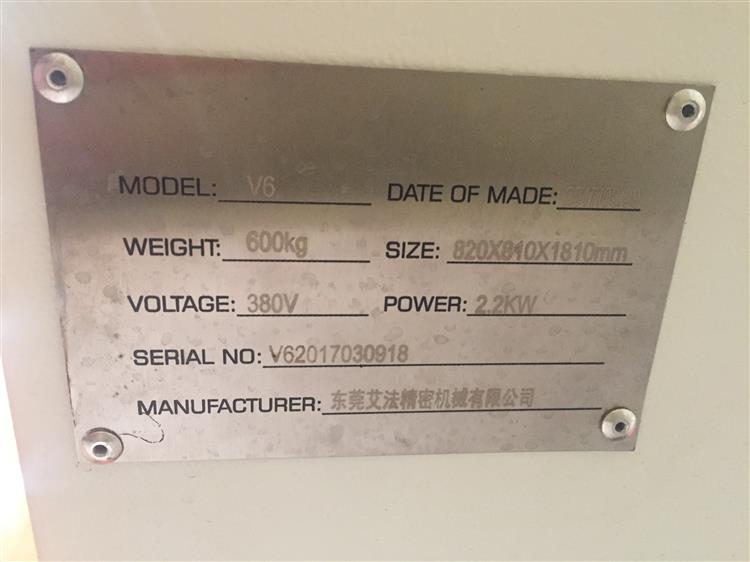 MODEL: V6 DATE OF MADE:
WEIGHT: 600kg SIZE: 820X810X1810mm
VOLTAGE: 380V POWER: 2.2KW
SERIAL NO: V62017030918
MANUFACTURER: 东莞艾法精密机械有限公司